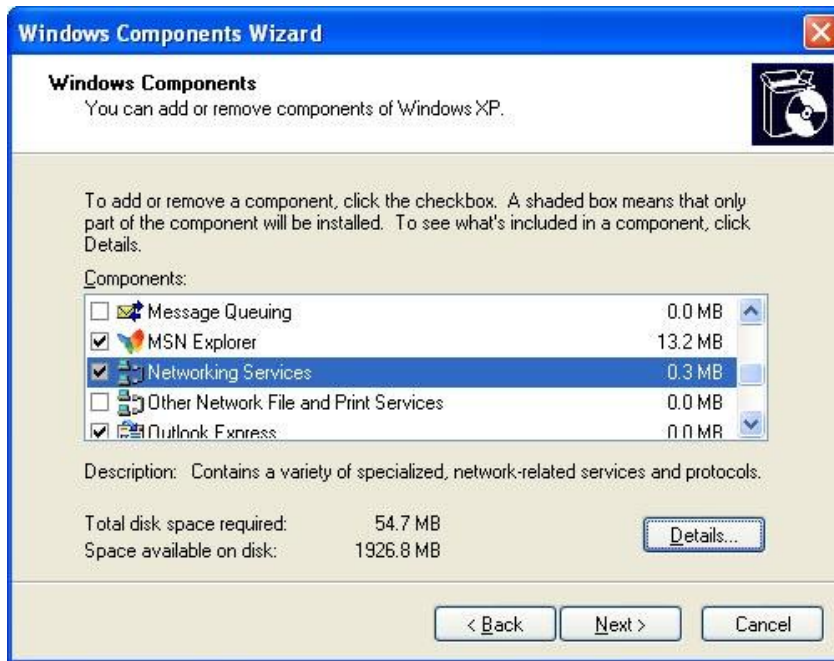 Windows Components Wizard
Windows Components
You can add or remove components of Windows XP.
To add or remove a component, click the checkbox. A shaded box means that only
part of the component will be installed. To see what's included in a component, click
Details.
Components:
Message Queuing 0.0 MB
MSN Explorer 13.2 MB
Networking Services 0.3 MB
Other Network File and Print Services 0.0 MB
Outlook Express 0.0 MB
Description: Contains a variety of specialized, network-related services and protocols.
Total disk space required: 54.7 MB
Space available on disk: 1926.8 MB
Details...
< Back Next > Cancel